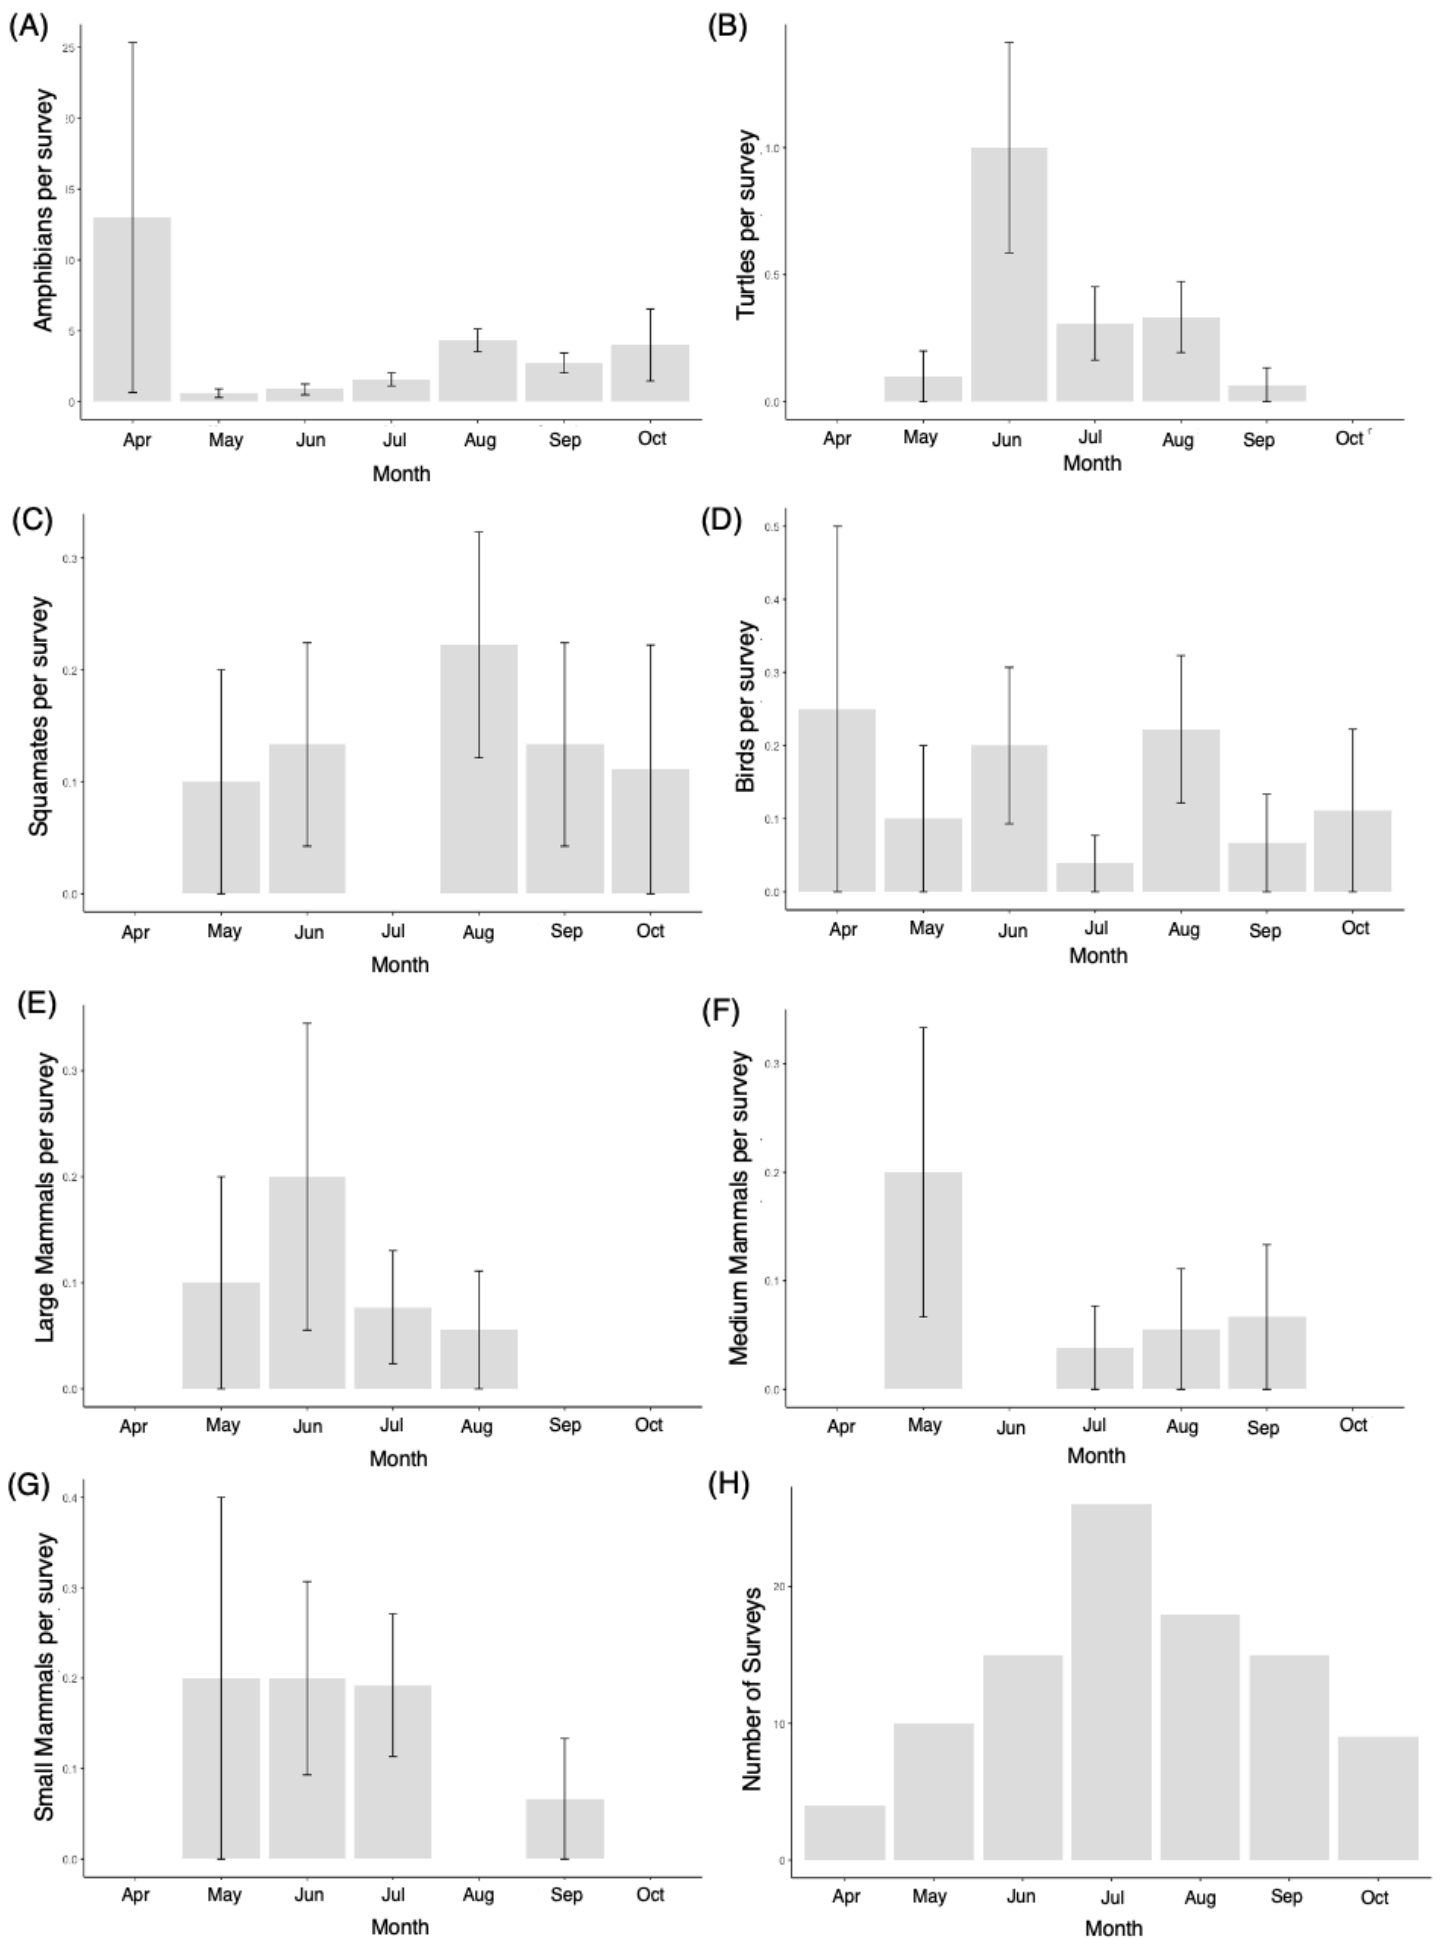 (A)
Amphibians per survey
25
20
15
10
5
0
Apr May Jun Jul Aug Sep Oct
Month
(B)
Turtles per survey
1.0
0.5
0.0
Apr May Jun Jul Aug Sep Oct
Month
(C)
Squamates per survey
0.3
0.2
0.1
0.0
Apr May Jun Jul Aug Sep Oct
Month
(D)
Birds per survey
0.5
0.4
0.3
0.2
0.1
0.0
Apr May Jun Jul Aug Sep Oct
Month
(E)
Large Mammals per survey
0.3
0.2
0.1
0.0
Apr May Jun Jul Aug Sep Oct
Month
(F)
Medium Mammals per survey
0.3
0.2
0.1
0.0
Apr May Jun Jul Aug Sep Oct
Month
(G)
Small Mammals per survey
0.4
0.3
0.2
0.1
0.0
Apr May Jun Jul Aug Sep Oct
Month
(H)
Number of Surveys
20
10
0
Apr May Jun Jul Aug Sep Oct
Month